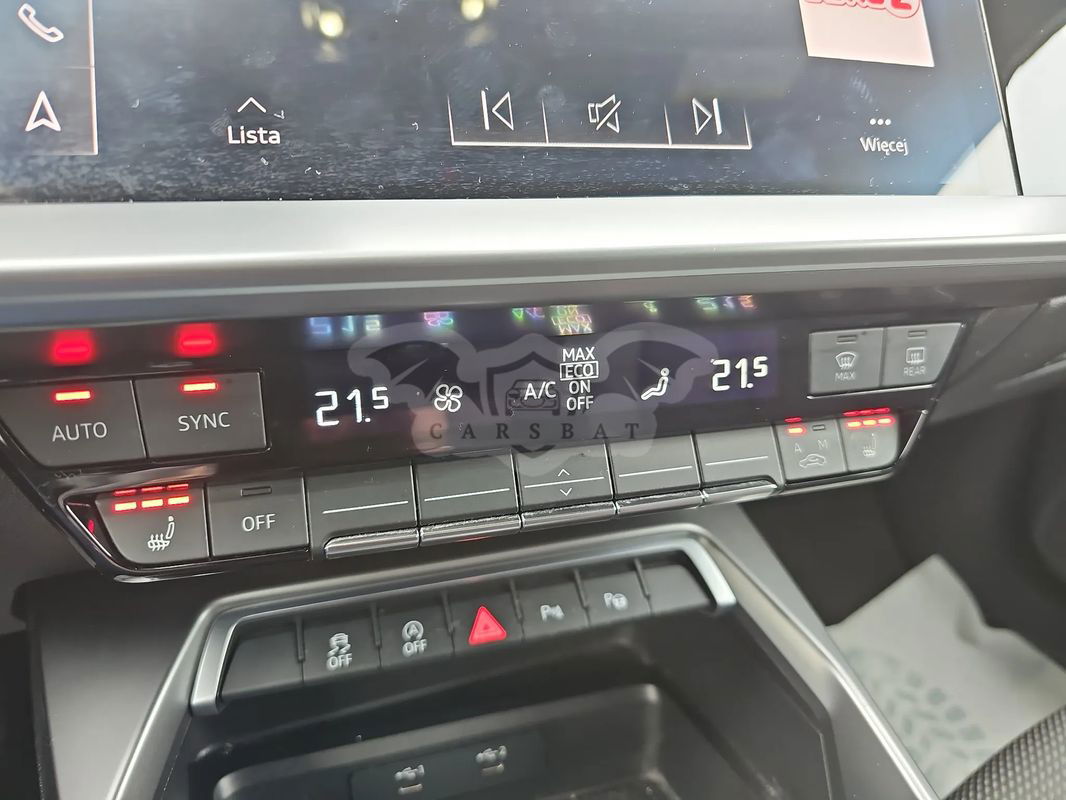 Lista
Więcej
AUTO
SYNC
21.5
A/C
MAX
ECO
ON
OFF
21.5
MAX
REAR
CARSBAT
A M
OFF
OFF
OFF